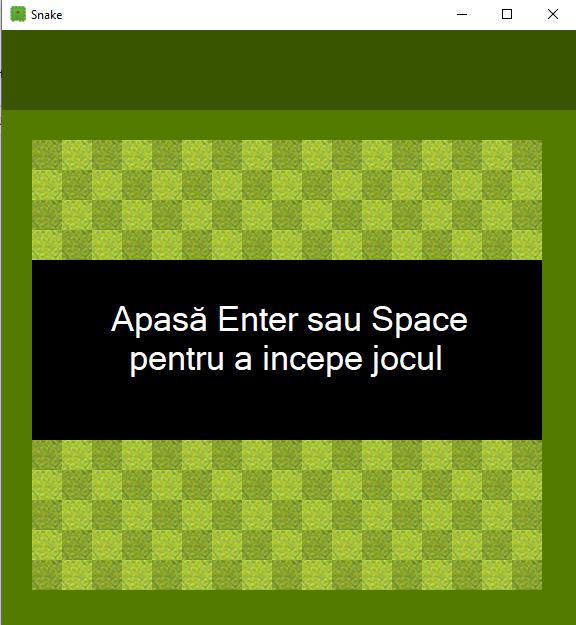 Snake
Apasă Enter sau Space
pentru a incepe jocul